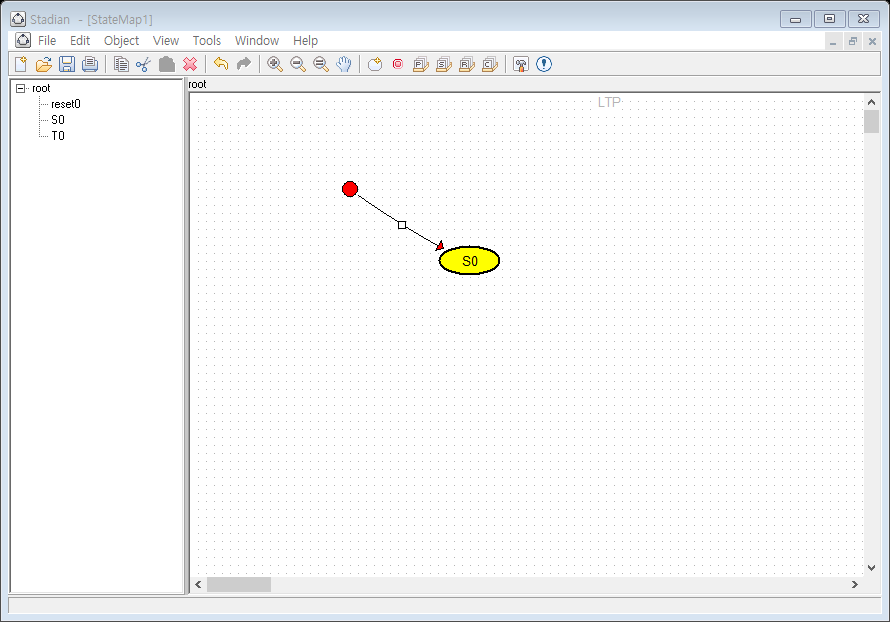 Stadian - [StateMap1]
File Edit Object View Tools Window Help
P S R C
root
reset0
S0
T0
root
LTP
S0